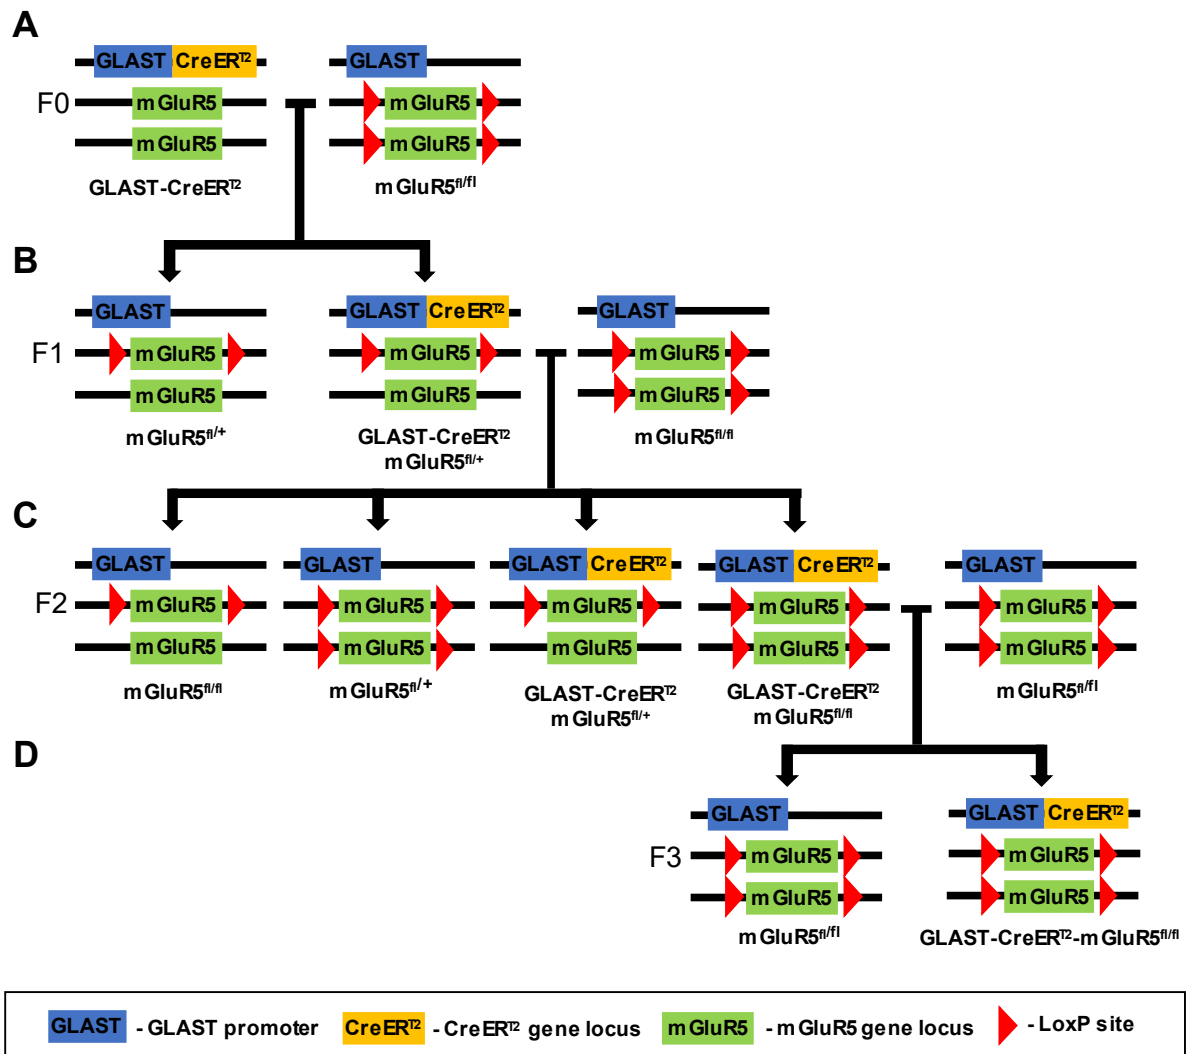 A
GLAST CreERT2 GLAST
F0 mGluR5 mGluR5
mGluR5 mGluR5
GLAST-CreERT2 mGluR5fl/fl
B
GLAST GLAST CreERT2 GLAST
F1 mGluR5 mGluR5 mGluR5
mGluR5 mGluR5 mGluR5
mGluR5fl/+ GLAST-CreERT2 mGluR5fl/fl
mGluR5fl/+
C
GLAST GLAST GLAST CreERT2 GLAST CreERT2 GLAST
F2 mGluR5 mGluR5 mGluR5 mGluR5 mGluR5
mGluR5 mGluR5 mGluR5 mGluR5 mGluR5
mGluR5fl/fl mGluR5fl/+ GLAST-CreERT2 GLAST-CreERT2 mGluR5fl/fl
mGluR5fl/+ mGluR5fl/fl
D
GLAST GLAST CreERT2
F3 mGluR5 mGluR5
mGluR5 mGluR5
mGluR5fl/fl GLAST-CreERT2-mGluR5fl/fl
GLAST - GLAST promoter CreERT2 - CreERT2 gene locus mGluR5 - mGluR5 gene locus - LoxP site